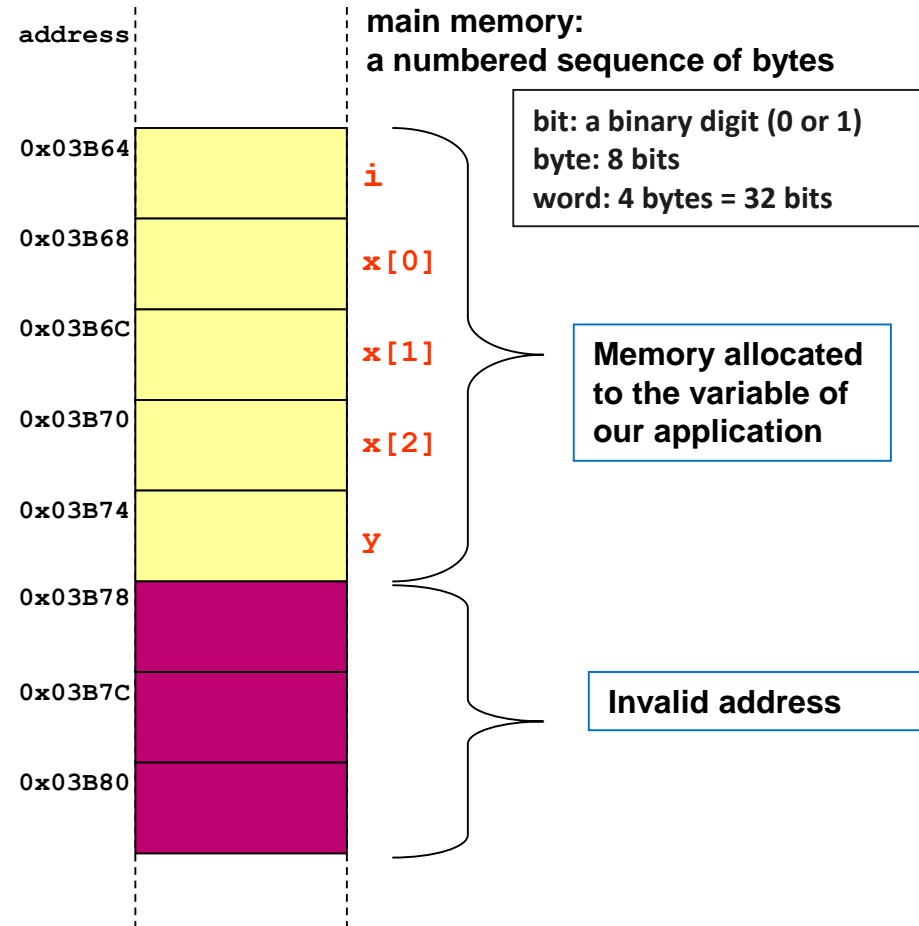 main memory:
address
a numbered sequence of bytes
bit: a binary digit (0 or 1)
byte: 8 bits
word: 4 bytes = 32 bits
0x03B64
i
0x03B68
x[0]
0x03B6C
x[1]
Memory allocated
to the variable of
our application
0x03B70
x[2]
0x03B74
y
0x03B78
0x03B7C
Invalid address
0x03B80